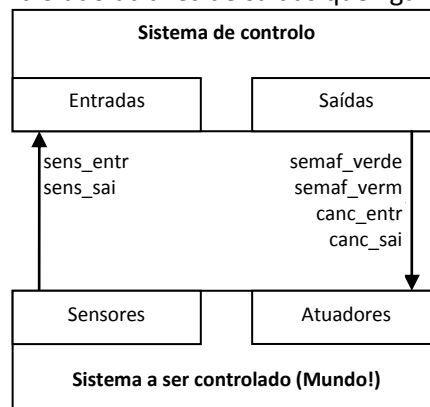 Sistema de controlo
Entradas
Saídas
sens_entr
sens_sai
semaf_verde
semaf_verm
canc_entr
canc_sai
Sensores
Atuadores
Sistema a ser controlado (Mundo!)